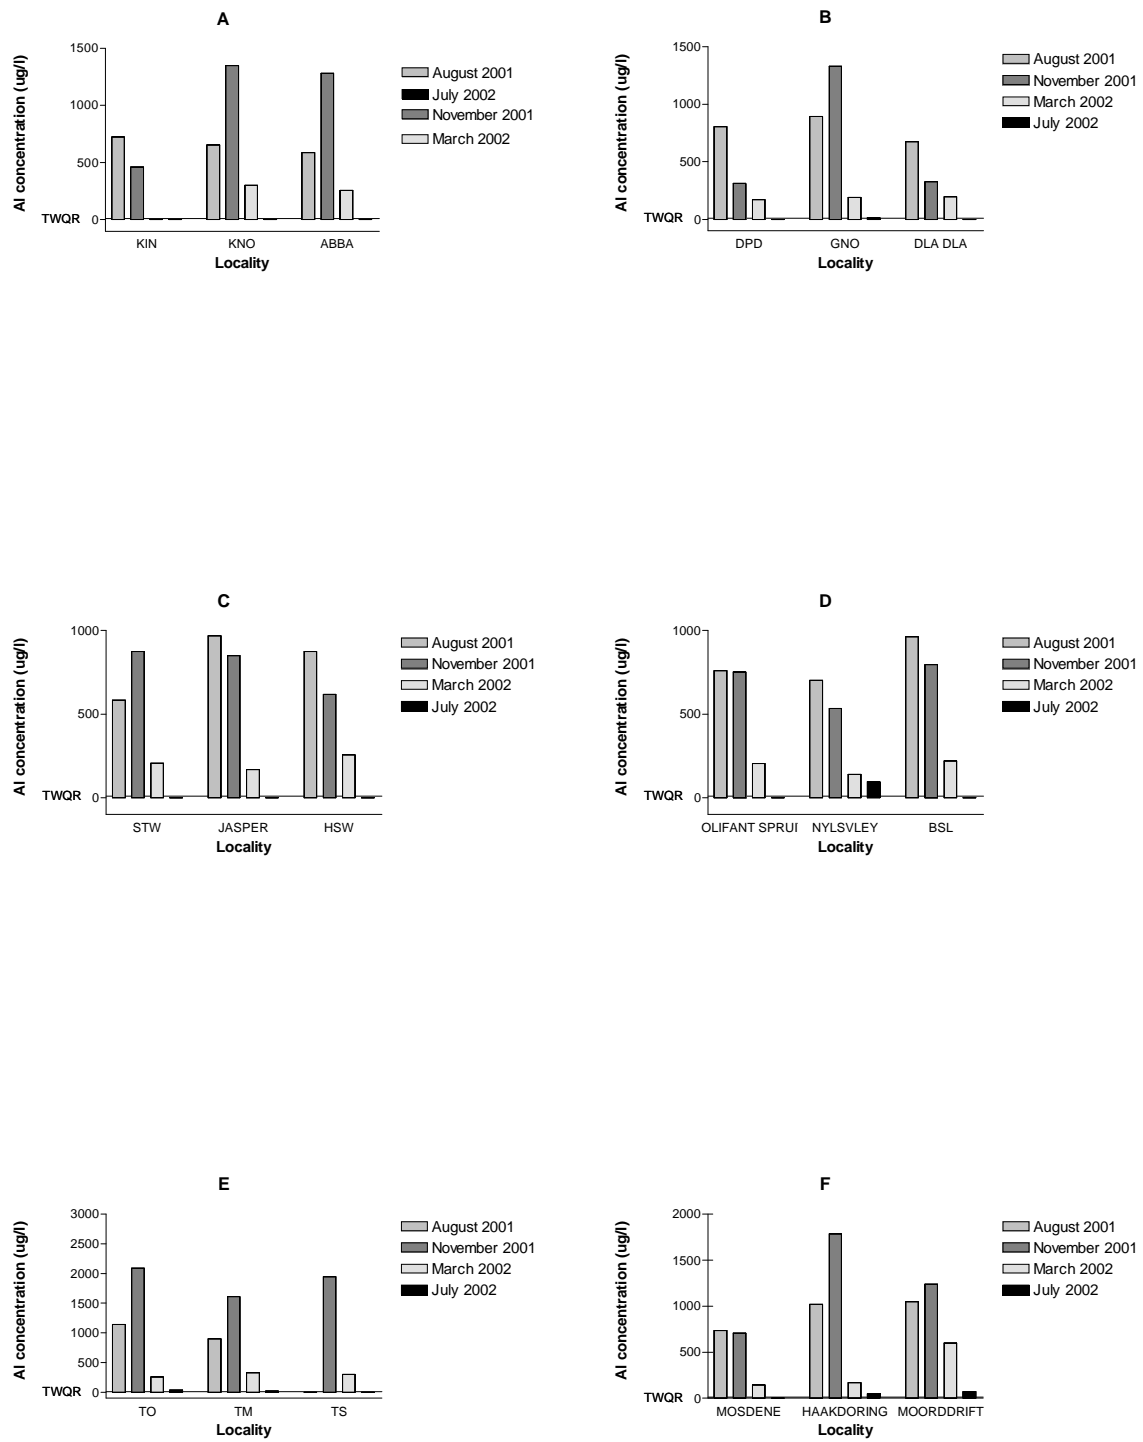 A
Al concentration (ug/l)
1500
1000
500
0
TWQR
KIN KNO ABBA
Locality
August 2001
July 2002
November 2001
March 2002
B
Al concentration (ug/l)
1500
1000
500
0
TWQR
DPD GNO DLA DLA
Locality
August 2001
November 2001
March 2002
July 2002
C
Al concentration (ug/l)
1000
500
0
TWQR
STW JASPER HSW
Locality
August 2001
November 2001
March 2002
July 2002
D
Al concentration (ug/l)
1000
500
0
TWQR
OLIFANT SPRUI NYLSVLEY BSL
Locality
August 2001
November 2001
March 2002
July 2002
E
Al concentration (ug/l)
3000
2500
2000
1500
1000
500
0
TWQR
TO TM TS
Locality
August 2001
November 2001
March 2002
July 2002
F
Al concentration (ug/l)
2000
1500
1000
500
0
TWQR
MOSDENE HAAKDORING MOORDDRIFT
Locality
August 2001
November 2001
March 2002
July 2002